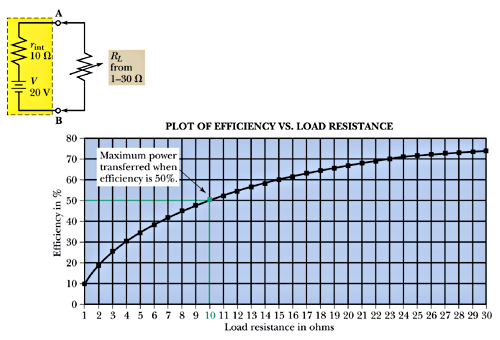 A
rint
10 Ω
V
20 V
B
RL
from
1–30 Ω
PLOT OF EFFICIENCY VS. LOAD RESISTANCE
Maximum power
transferred when
efficiency is 50%.
Efficiency in %
80
70
60
50
40
30
20
10
0
1 2 3 4 5 6 7 8 9 10 11 12 13 14 15 16 17 18 19 20 21 22 23 24 25 26 27 28 29 30
Load resistance in ohms